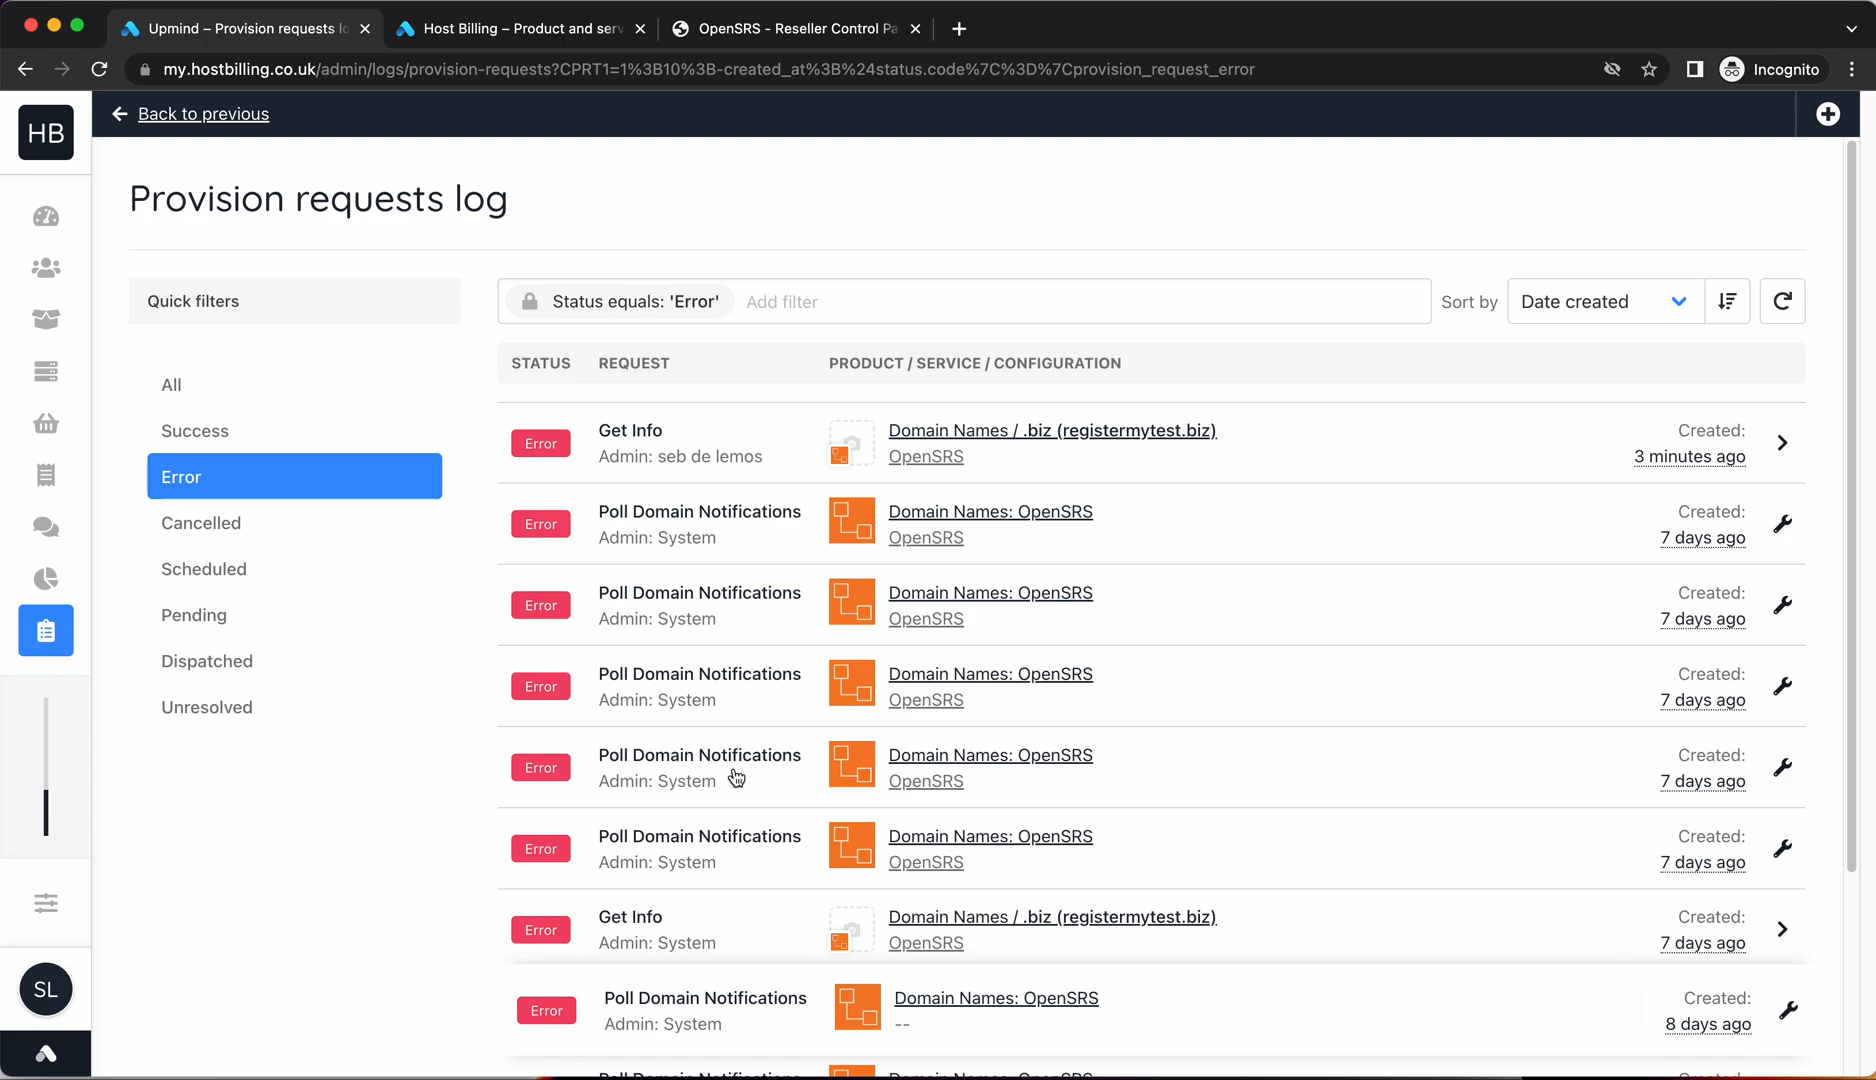 Upmind – Provision requests lo
Host Billing – Product and serv
OpenSRS - Reseller Control Pa
my.hostbilling.co.uk/admin/logs/provision-requests?CPRT1=1%3B10%3B-created_at%3B%24status.code%7C%3D%7Cprovision_request_error
Incognito
HB
Back to previous
Provision requests log
Quick filters
Status equals: 'Error'
Add filter
Sort by
Date created
All
Success
Error
Cancelled
Scheduled
Pending
Dispatched
Unresolved
STATUS REQUEST PRODUCT / SERVICE / CONFIGURATION
Error
Get Info
Admin: seb de lemos
Domain Names / .biz (registermytest.biz)
OpenSRS
Created:
3 minutes ago
Error
Poll Domain Notifications
Admin: System
Domain Names: OpenSRS
OpenSRS
Created:
7 days ago
Error
Poll Domain Notifications
Admin: System
Domain Names: OpenSRS
OpenSRS
Created:
7 days ago
Error
Poll Domain Notifications
Admin: System
Domain Names: OpenSRS
OpenSRS
Created:
7 days ago
Error
Poll Domain Notifications
Admin: System
Domain Names: OpenSRS
OpenSRS
Created:
7 days ago
Error
Poll Domain Notifications
Admin: System
Domain Names: OpenSRS
OpenSRS
Created:
7 days ago
Error
Get Info
Admin: System
Domain Names / .biz (registermytest.biz)
OpenSRS
Created:
7 days ago
Error
Poll Domain Notifications
Admin: System
Domain Names: OpenSRS
--
Created:
8 days ago
Poll Domain Notifications
Domain Names: OpenSRS
Created:
SL